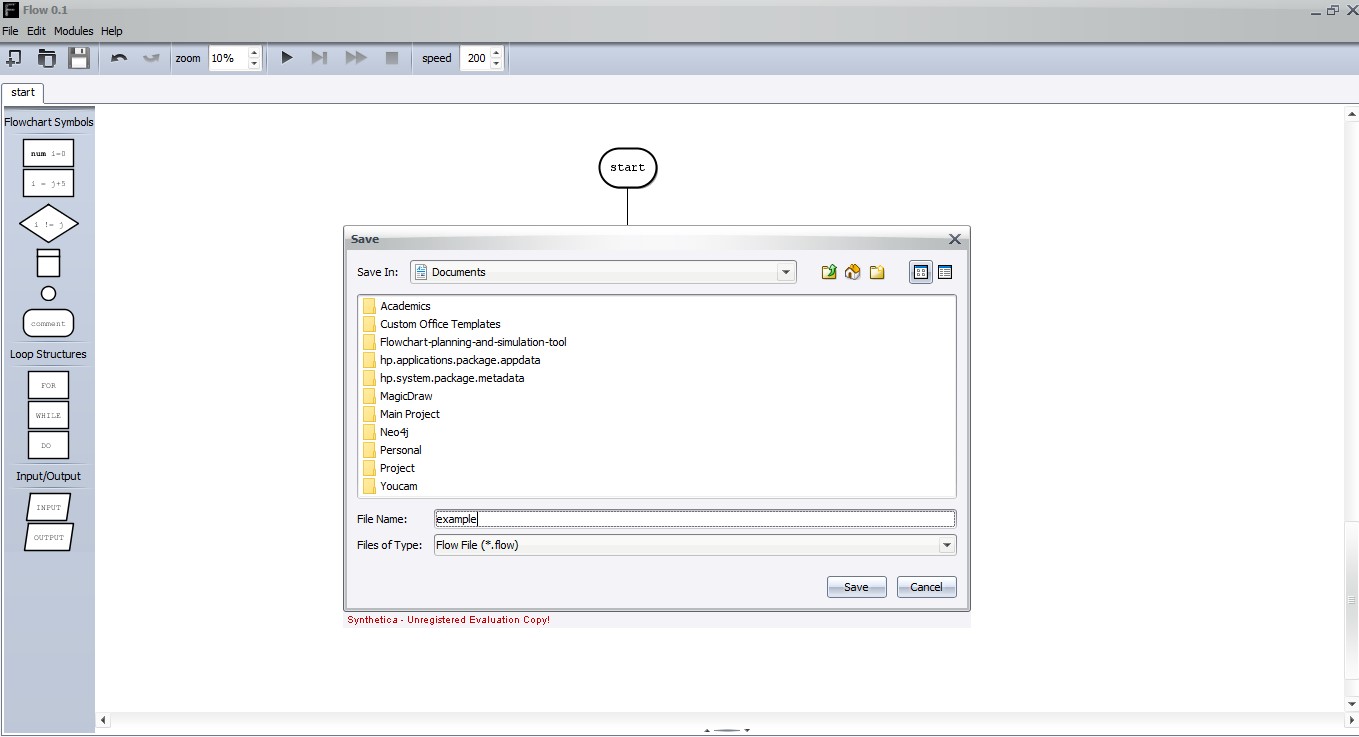 Flow 0.1
File Edit Modules Help
zoom 10% speed 200
start
Flowchart Symbols
num i=0
i = j+5
i != j
comment
Loop Structures
FOR
WHILE
DO
Input/Output
INPUT
OUTPUT
start
Save
Save In: Documents
Academics
Custom Office Templates
Flowchart-planning-and-simulation-tool
hp.applications.package.appdata
hp.system.package.metadata
MagicDraw
Main Project
Neo4j
Personal
Project
Youcam
File Name: example
Files of Type: Flow File (*.flow)
Save Cancel
Synthetica - Unregistered Evaluation Copy!